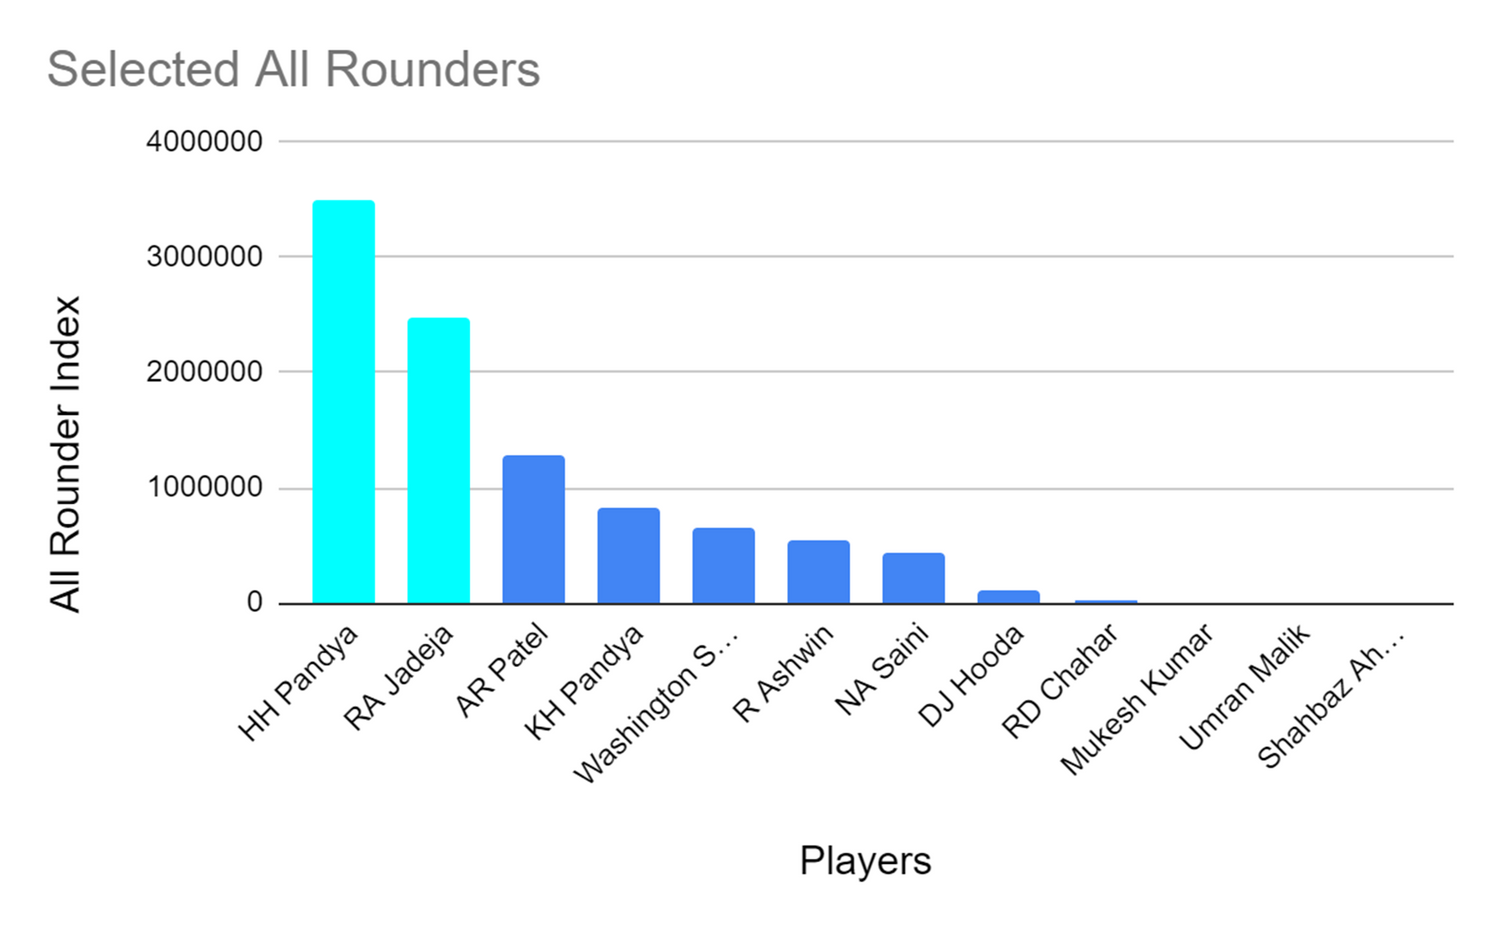 Selected All Rounders
All Rounder Index
4000000
3000000
2000000
1000000
0
HH Pandya
RA Jadeja
AR Patel
KH Pandya
Washington S...
R Ashwin
NA Saini
DJ Hooda
RD Chahar
Mukesh Kumar
Umran Malik
Shahbaz Ah...
Players